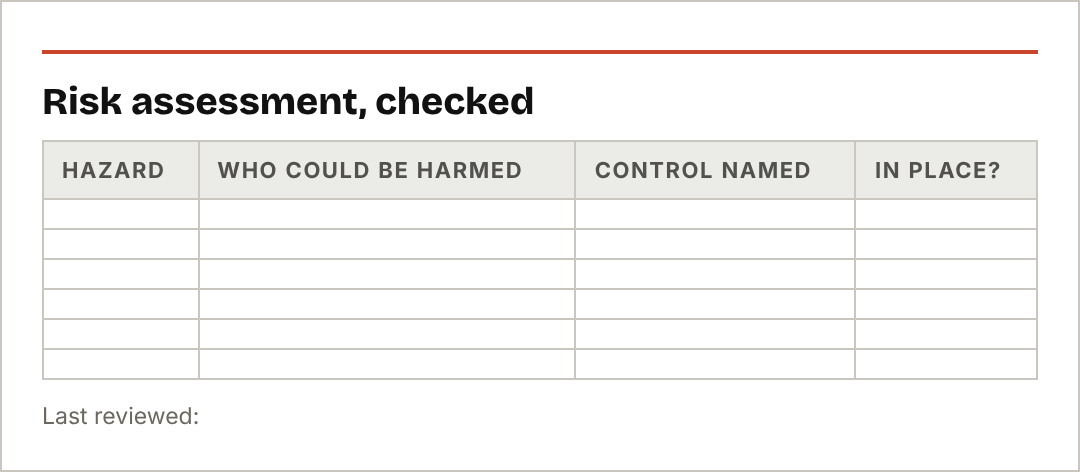 Risk assessment, checked
HAZARD WHO COULD BE HARMED CONTROL NAMED IN PLACE?
Last reviewed: